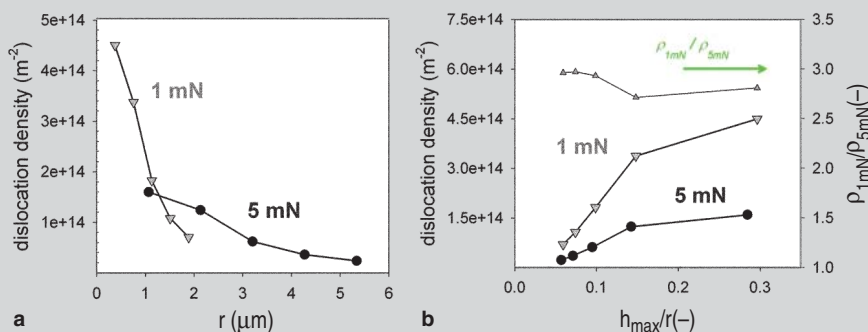 5e+14
4e+14
3e+14
2e+14
1e+14
dislocation density (m⁻²)
1 mN
5 mN
0 1 2 3 4 5 6
r (μm)
a
7.5e+14
6.0e+14
4.5e+14
3.0e+14
1.5e+14
dislocation density (m⁻²)
ρ1mN/ρ5mN
1 mN
5 mN
3.5
3.0
2.5
2.0
1.5
1.0
ρ1mN/ρ5mN(-)
0.0 0.1 0.2 0.3 0.4
hmax/r(-)
b